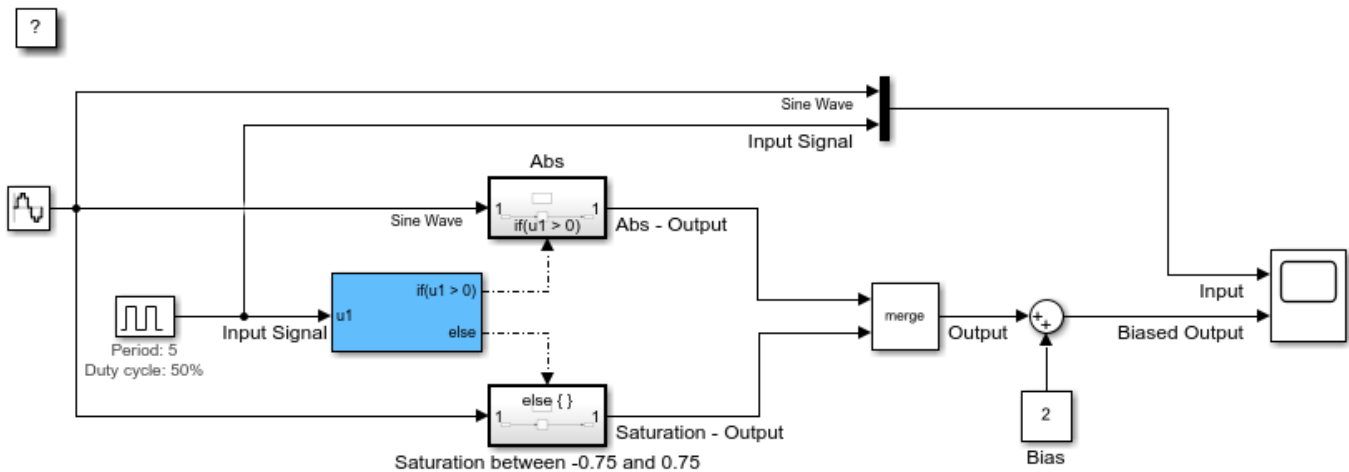 ?
Sine Wave
Input Signal
Abs
1 1
if(u1 > 0)
Sine Wave
Abs - Output
if(u1 > 0)
u1
else
Input Signal
Period: 5
Duty cycle: 50%
merge
Output
+
+
Input
Biased Output
2
Bias
else { }
1 1
Saturation - Output
Saturation between -0.75 and 0.75